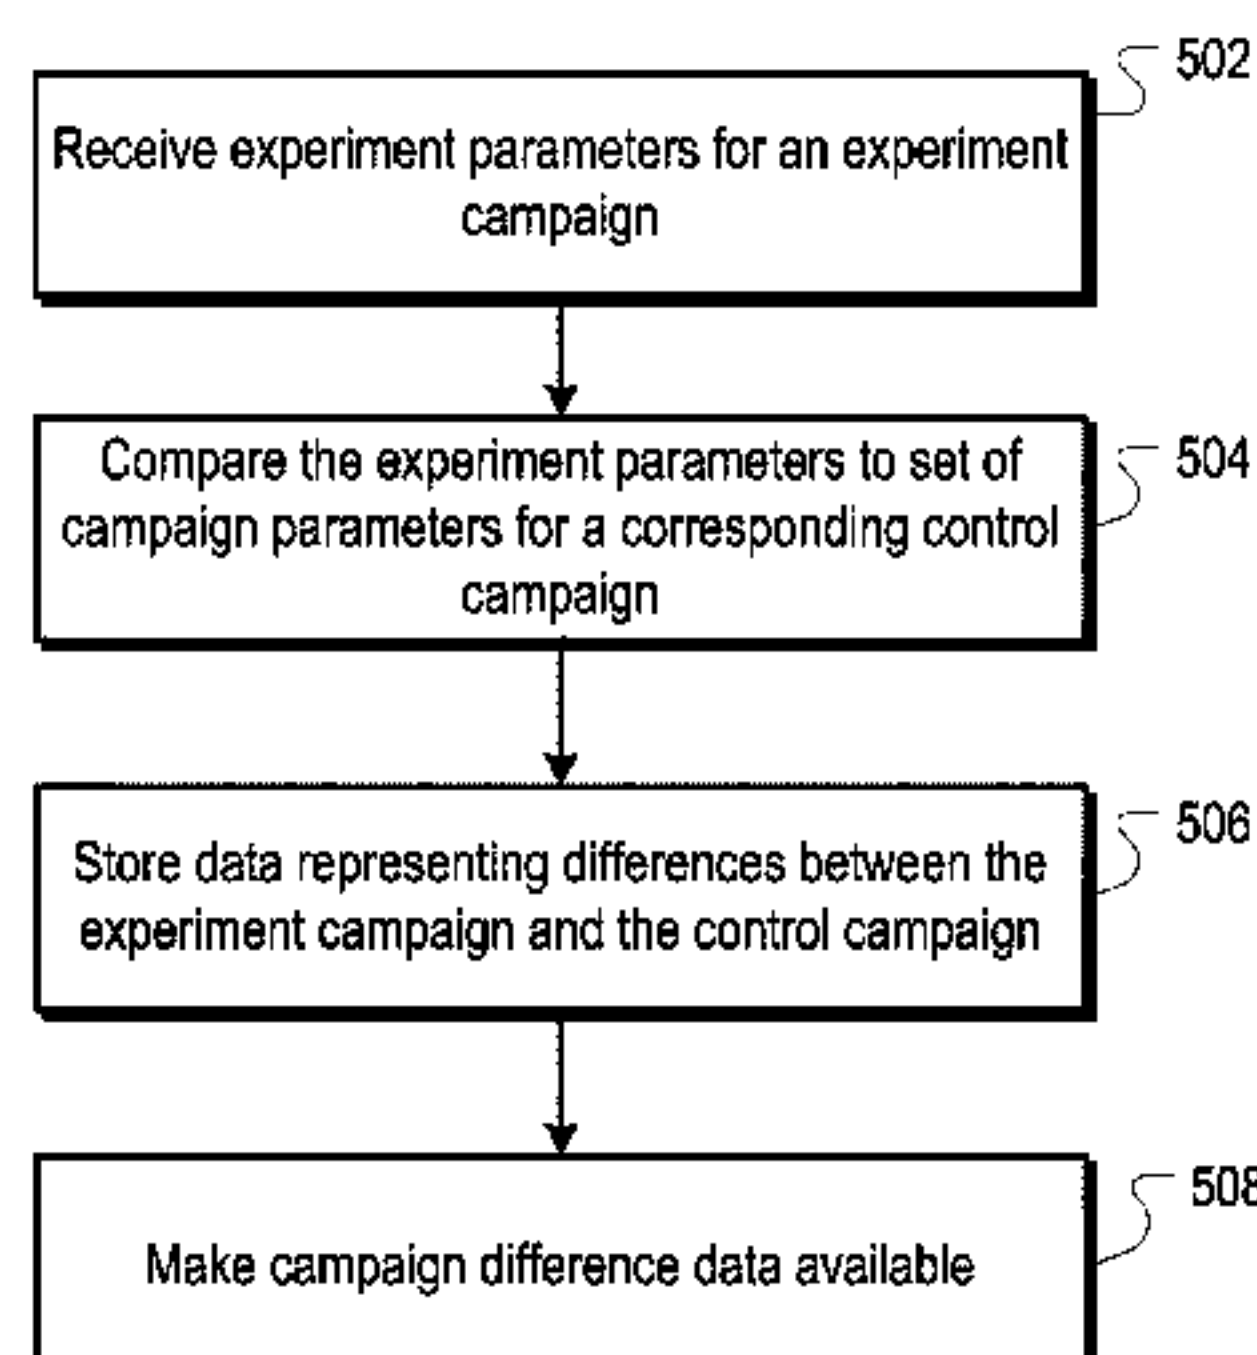 502
Receive experiment parameters for an experiment
campaign
504
Compare the experiment parameters to set of
campaign parameters for a corresponding control
campaign
506
Store data representing differences between the
experiment campaign and the control campaign
508
Make campaign difference data available